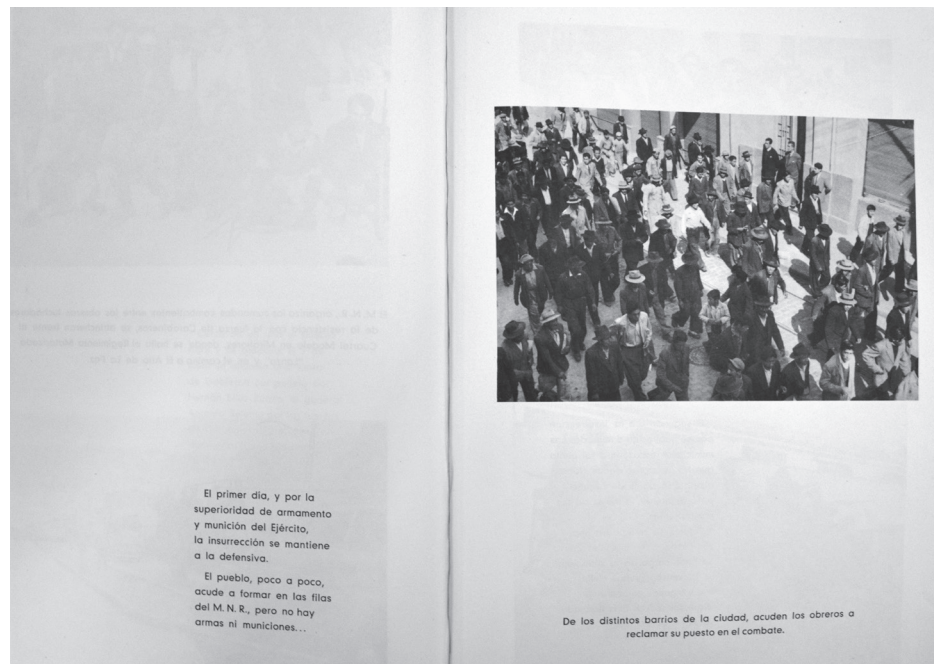 El primer día, y por la
superioridad de armamento
y munición del Ejército,
la insurrección se mantiene
a la defensiva.
El pueblo, poco a poco,
acude a formar en las filas
del M. N. R., pero no hay
armas ni municiones...
De los distintos barrios de la ciudad, acuden los obreros a
reclamar su puesto en el combate.